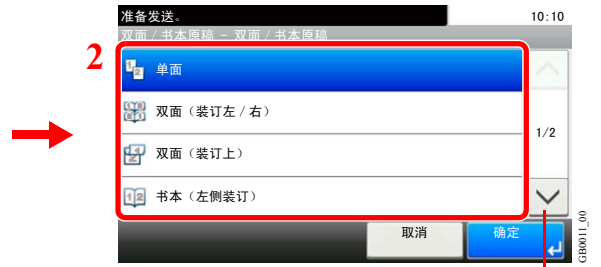 准备发送。
10:10
双面 / 书本原稿 - 双面 / 书本原稿
2
单面
双面（装订左 / 右）
1/2
双面（装订上）
书本（左侧装订）
取消
确定
GB0011_00